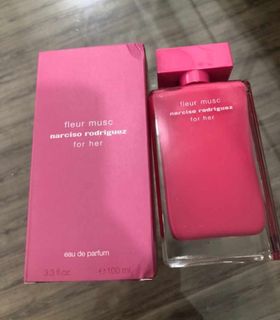 fleur musc
narciso rodriguez
for her
eau de parfum
3.3 fl.oz. ℮ 100 ml
fleur musc
narciso rodriguez
for her